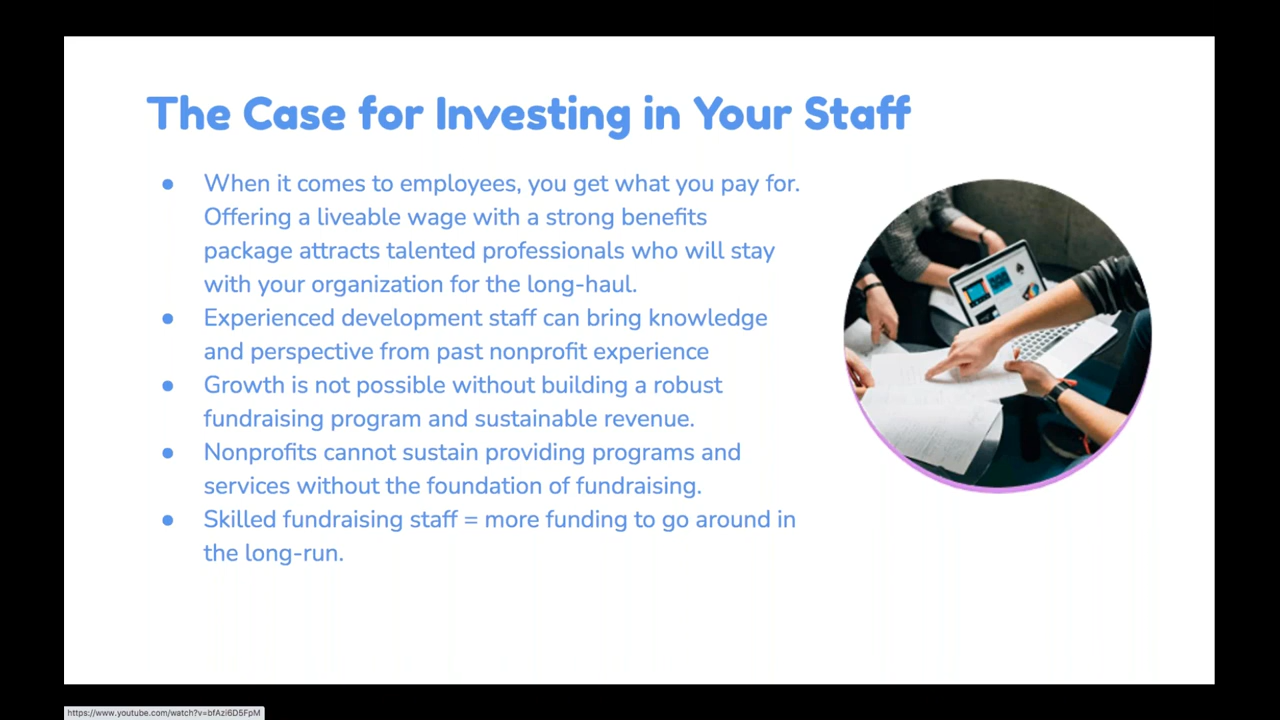 The Case for Investing in Your Staff
● When it comes to employees, you get what you pay for.
Offering a liveable wage with a strong benefits
package attracts talented professionals who will stay
with your organization for the long-haul.
● Experienced development staff can bring knowledge
and perspective from past nonprofit experience
● Growth is not possible without building a robust
fundraising program and sustainable revenue.
● Nonprofits cannot sustain providing programs and
services without the foundation of fundraising.
● Skilled fundraising staff = more funding to go around in
the long-run.
https://www.youtube.com/watch?v=bfAzi6D5FpM